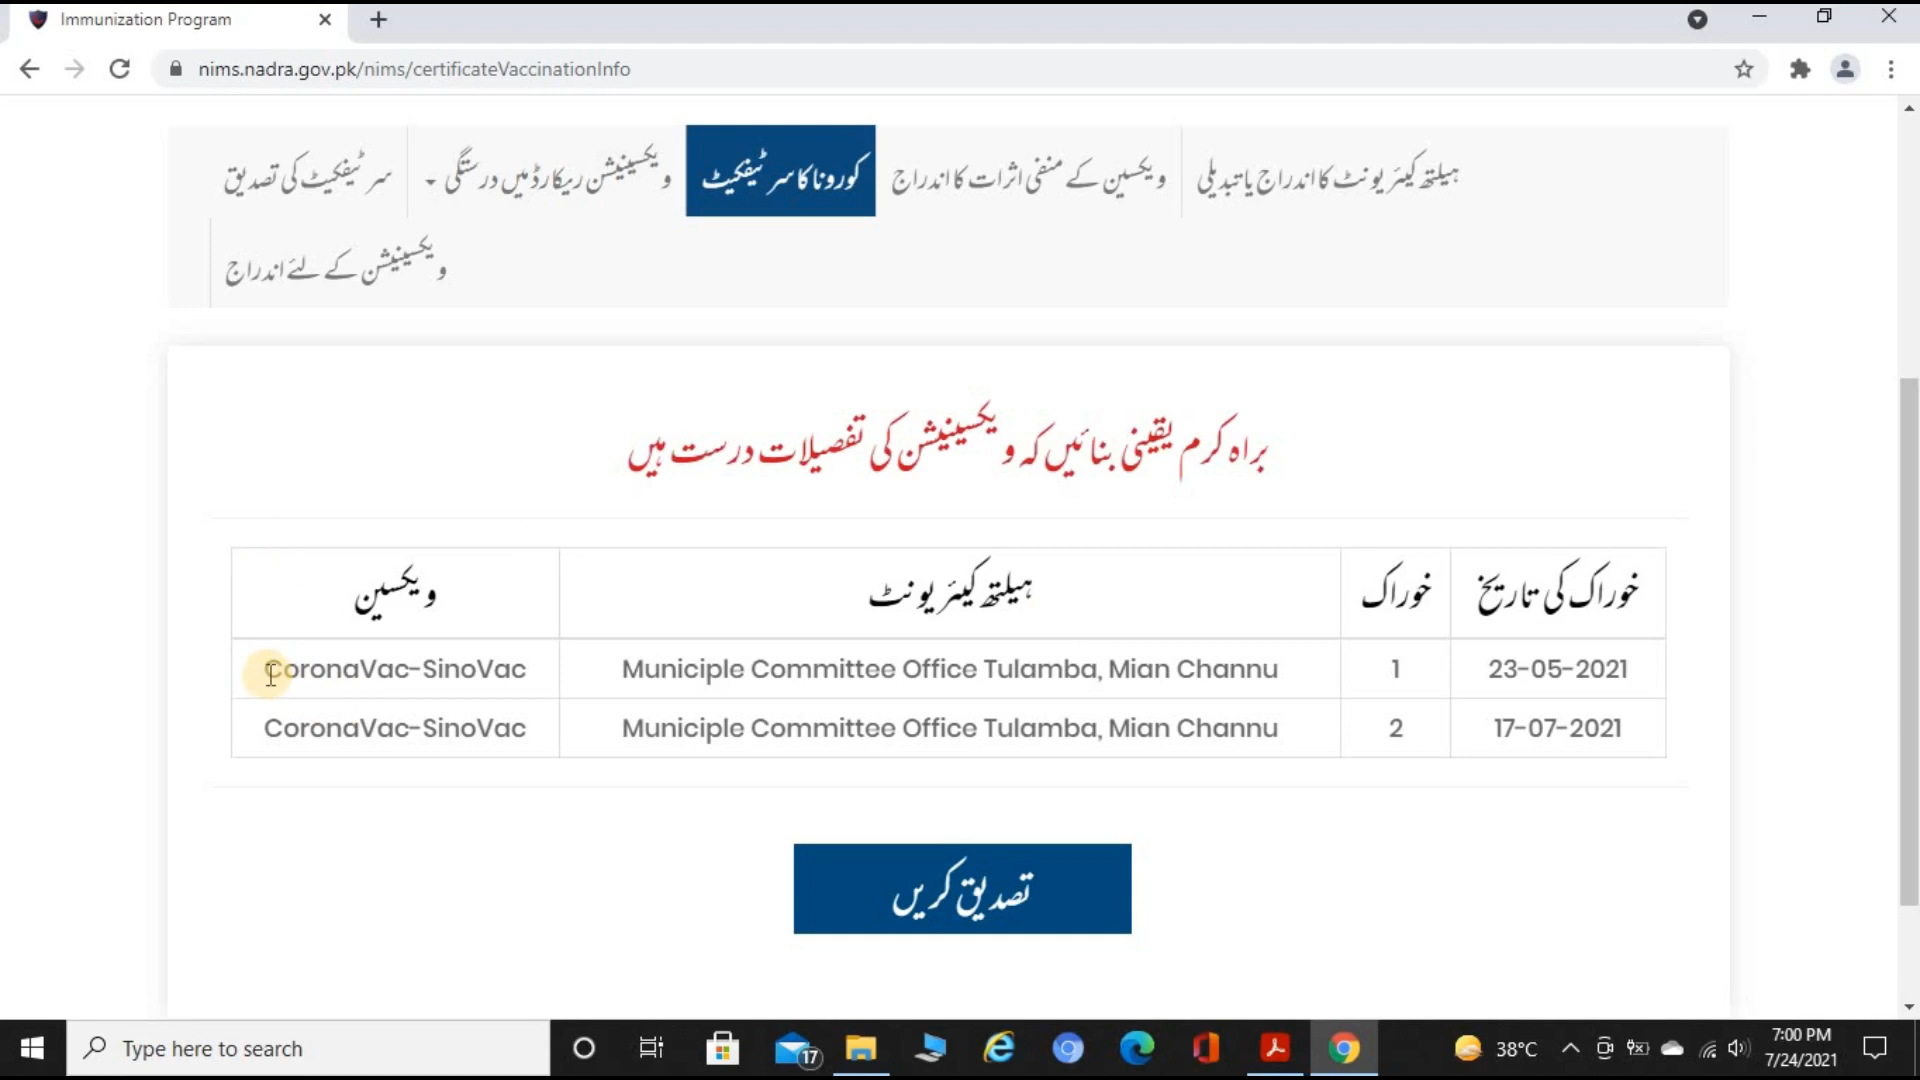 Immunization Program
nims.nadra.gov.pk/nims/certificateVaccinationInfo
ہیلتھ کیئر یونٹ کا اندراج یا تبدیلی
ویکسین کے منفی اثرات کا اندراج
کورونا کا سرٹیفکیٹ
ویکسینیشن ریکارڈ میں درستگی
سرٹیفکیٹ کی تصدیق
ویکسینیشن کے لئے اندراج
براہ کرم یقینی بنائیں کہ ویکسینیشن کی تفصیلات درست ہیں
ویکسین ہیلتھ کیئر یونٹ خوراک خوراک کی تاریخ
CoronaVac-SinoVac Municiple Committee Office Tulamba, Mian Channu 1 23-05-2021
CoronaVac-SinoVac Municiple Committee Office Tulamba, Mian Channu 2 17-07-2021
تصدیق کریں
Type here to search
17
38°C
7:00 PM
7/24/2021